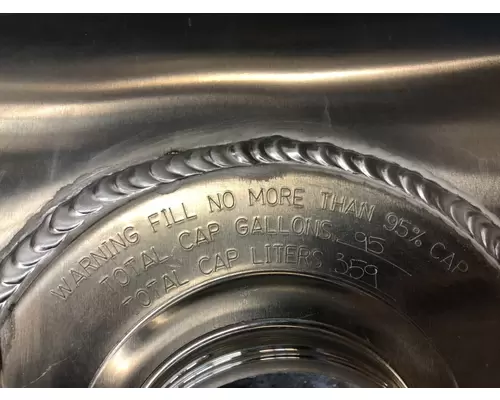 WARNING FILL NO MORE THAN 95% CAP
TOTAL CAP GALLONS 95
TOTAL CAP LITERS 359